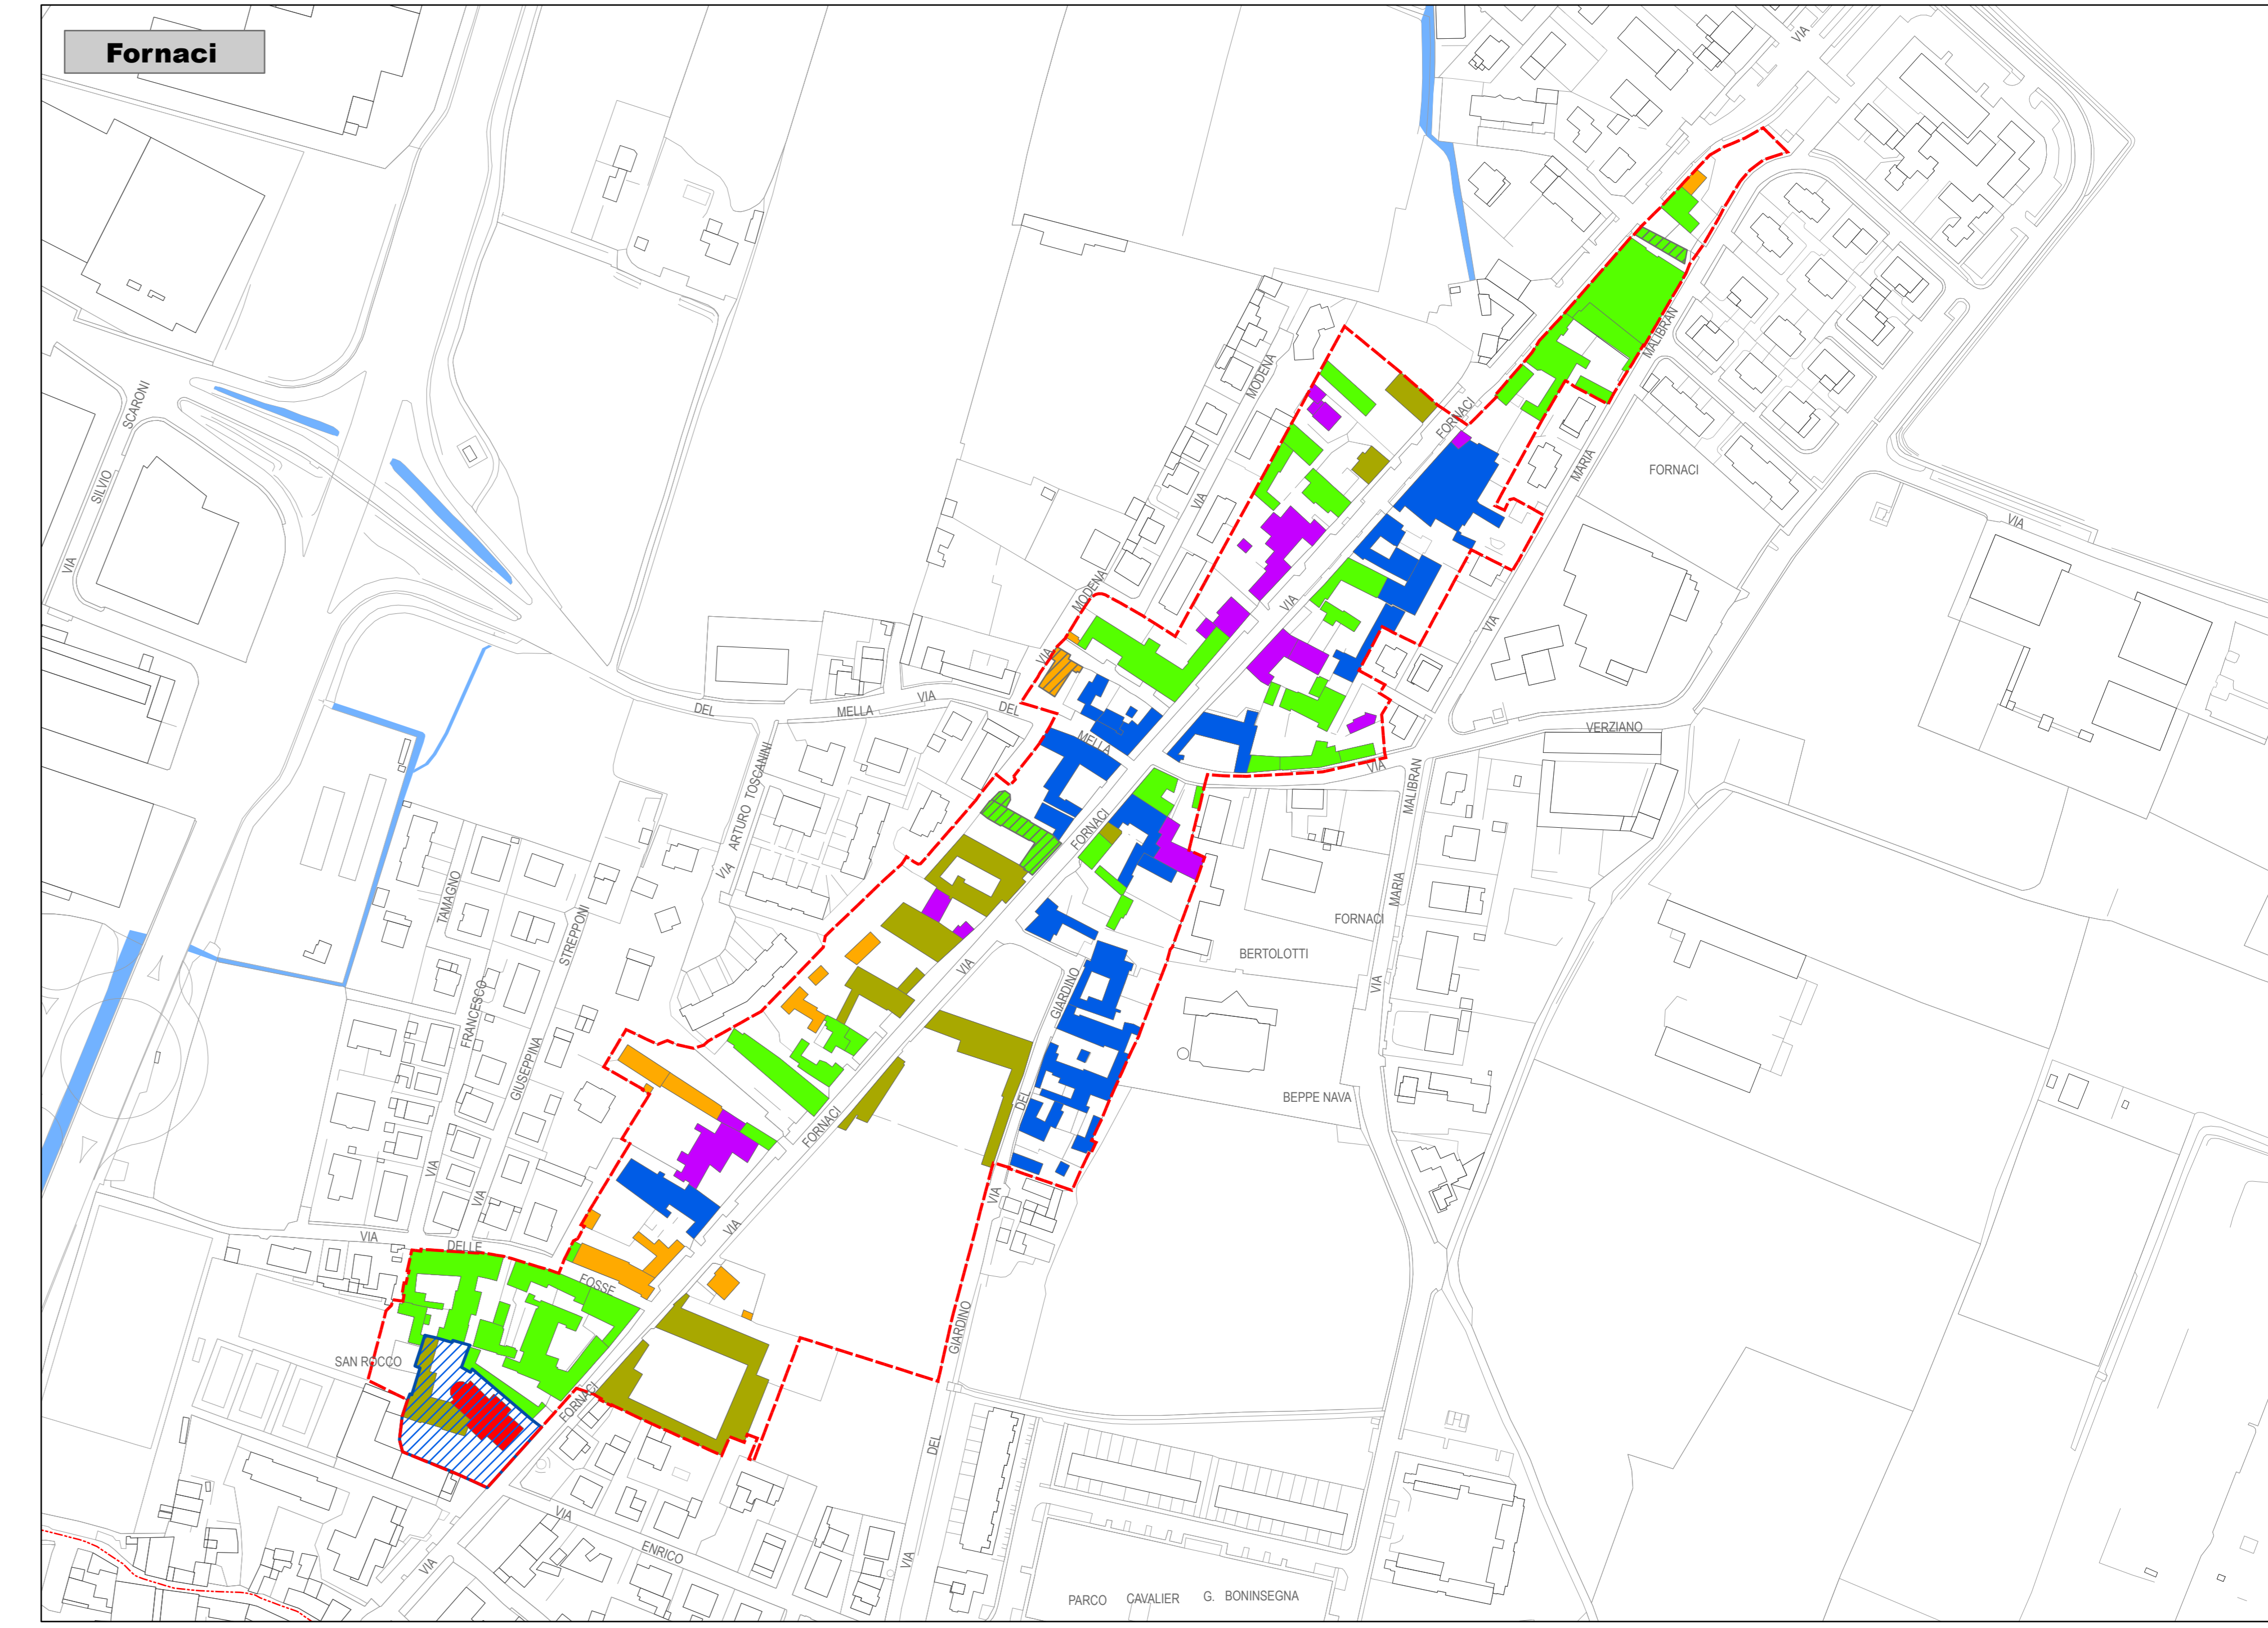 Fornaci
VIA
SCARONI
SILVIO
VIA
MODENA
FORNACI
MALIBRAN
MARIA
FORNACI
VIA
VIA
MODENA
VIA
VIA
VIA
VIA
DEL
MELLA
DEL
MELLA
VERZIANO
VIA
MALIBRAN
ARTURO TOSCANINI
VIA
FORNACI
TAMAGNO
STREPPONI
MARIA
FORNACI
BERTOLOTTI
VIA
GIARDINO
VIA
FRANCESCO
GIUSEPPINA
DEL
BEPPE NAVA
FORNACI
VIA
VIA
VIA
VIA
VIA
DELLE
FOSSE
GIARDINO
SAN ROCCO
FORNACI
DEL
VIA
ENRICO
VIA
VIA
PARCO CAVALIER G. BONINSEGNA